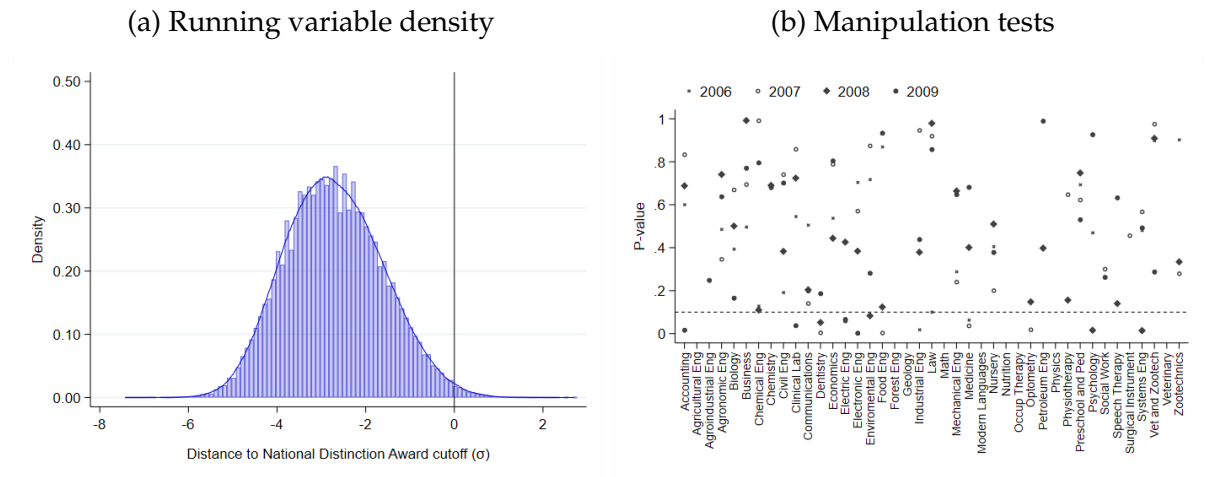 (a) Running variable density
0.50
0.40
0.30
0.20
0.10
0.00
Density
-8 -6 -4 -2 0 2
Distance to National Distinction Award cutoff (σ)
(b) Manipulation tests
2006 2007 2008 2009
1
.8
.6
.4
.2
0
P-value
Accounting
Agricultural Eng
Agroindustrial Eng
Agronomic Eng
Biology
Business
Chemical Eng
Chemistry
Civil Eng
Clinical Lab
Communications
Dentistry
Economics
Electric Eng
Electronic Eng
Enviromental Eng
Food Eng
Forest Eng
Geology
Industrial Eng
Law
Math
Mechanical Eng
Medicine
Modern Languages
Nursery
Nutrition
Occup Therapy
Optometry
Petroleum Eng
Physics
Physiotherapy
Preschool and Ped
Psychology
Social Work
Speech Therapy
Surgical Instrument
Systems Eng
Vet and Zootech
Veterinary
Zootechnics